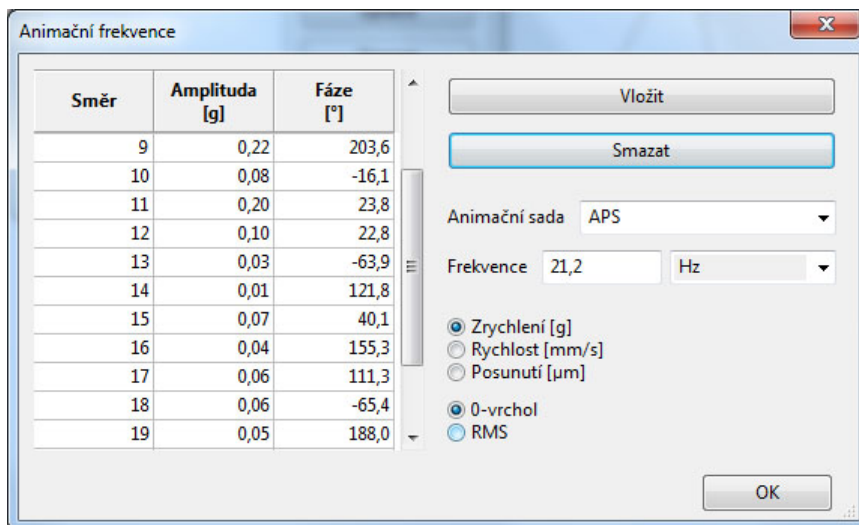 Animační frekvence
Směr Amplituda [g] Fáze [°]
9 0,22 203,6
10 0,08 -16,1
11 0,20 23,8
12 0,10 22,8
13 0,03 -63,9
14 0,01 121,8
15 0,07 40,1
16 0,04 155,3
17 0,06 111,3
18 0,06 -65,4
19 0,05 188,0
Vložit
Smazat
Animační sada APS
Frekvence 21,2 Hz
Zrychlení [g]
Rychlost [mm/s]
Posunutí [µm]
0-vrchol
RMS
OK